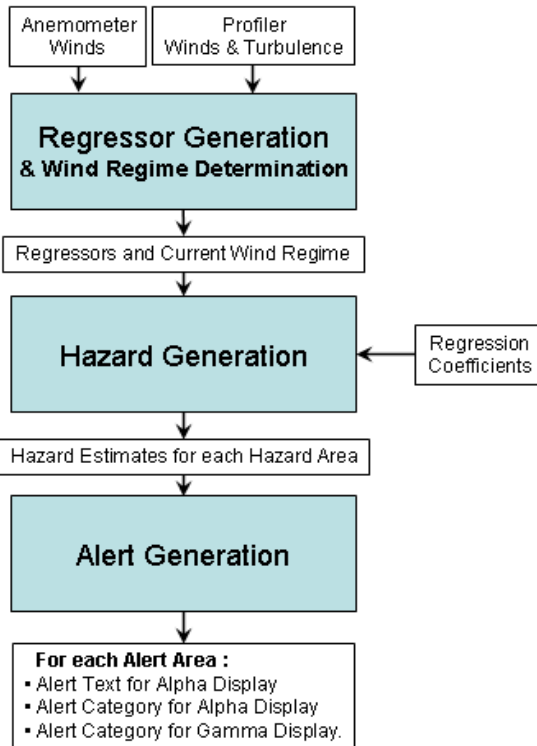 Anemometer
Winds
Profiler
Winds & Turbulence
Regressor Generation
& Wind Regime Determination
Regressors and Current Wind Regime
Hazard Generation
Regression
Coefficients
Hazard Estimates for each Hazard Area
Alert Generation
For each Alert Area :
▪ Alert Text for Alpha Display
▪ Alert Category for Alpha Display
▪ Alert Category for Gamma Display.